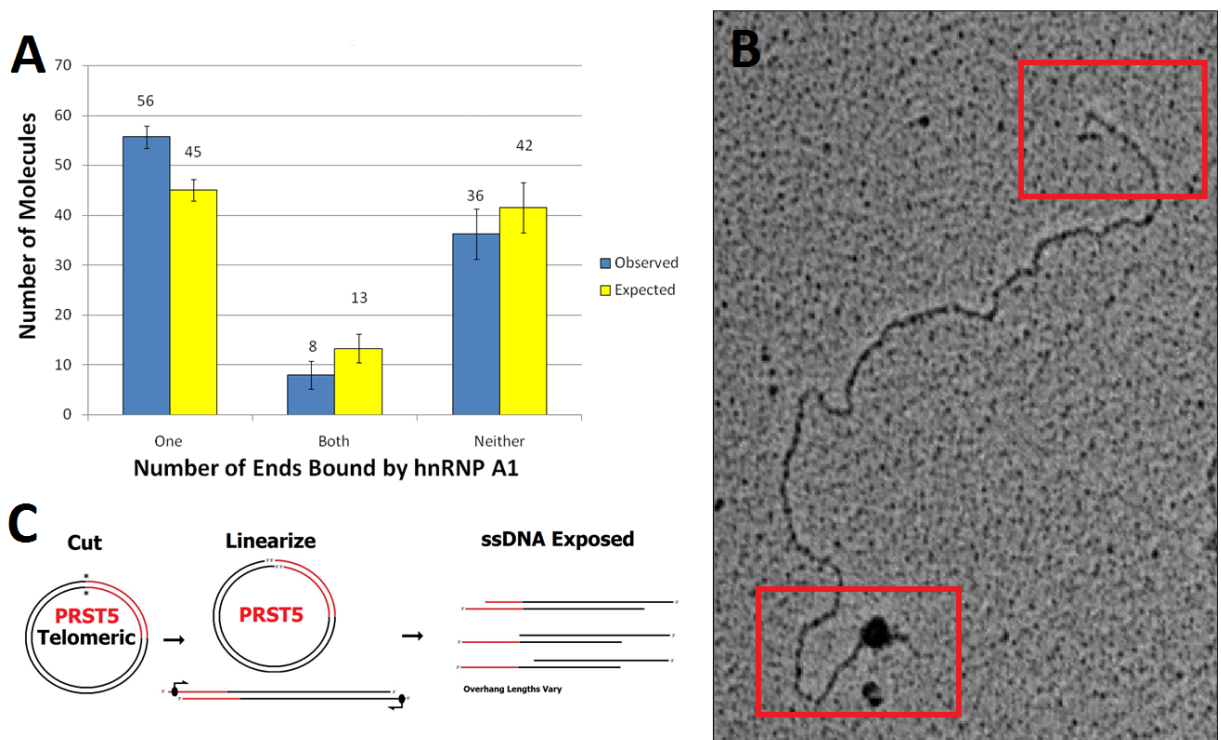 A
70
60
50
40
30
20
10
0
Number of Molecules
56
45
8
13
36
42
One
Both
Neither
Number of Ends Bound by hnRNP A1
Observed
Expected
B
C
Cut
Linearize
ssDNA Exposed
PRST5
Telomeric
PRST5
Overhang Lengths Vary